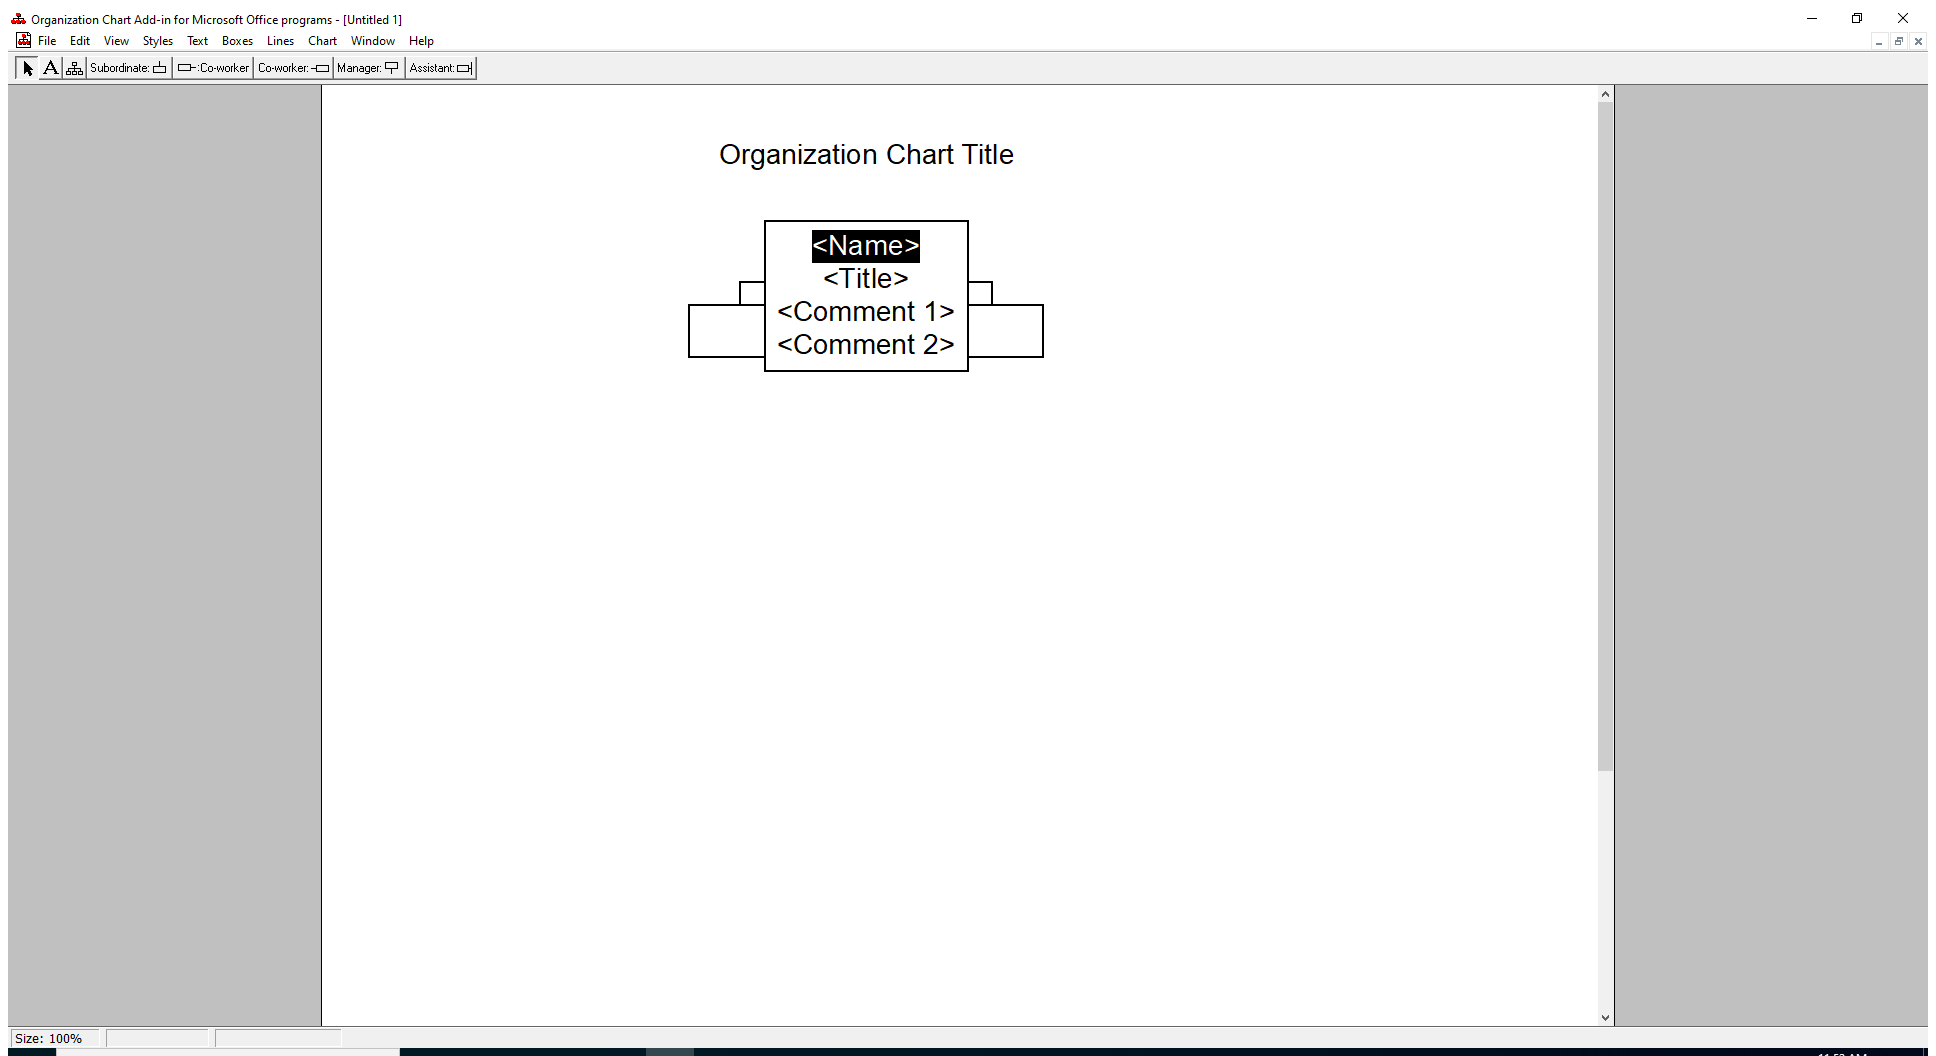 Organization Chart Add-in for Microsoft Office programs - [Untitled 1]
File Edit View Styles Text Boxes Lines Chart Window Help
A Subordinate: :Co-worker Co-worker: Manager: Assistant:
Organization Chart Title
<Name>
<Title>
<Comment 1>
<Comment 2>
Size: 100%